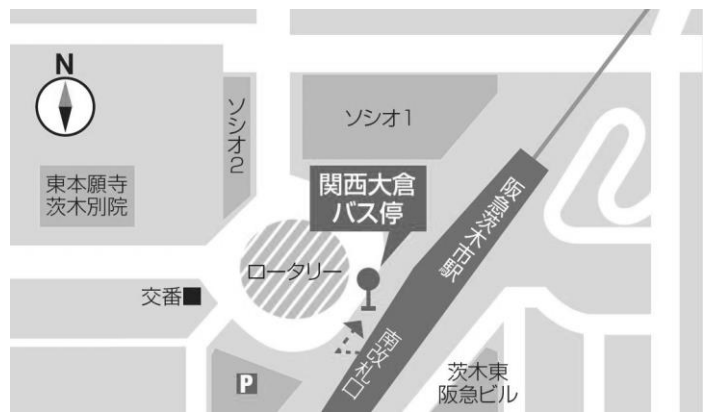 N
ソシオ2
ソシオ1
東本願寺
茨木別院
関西大倉
バス停
阪急茨木市駅
ロータリー
交番
南改札口
P
茨木東
阪急ビル